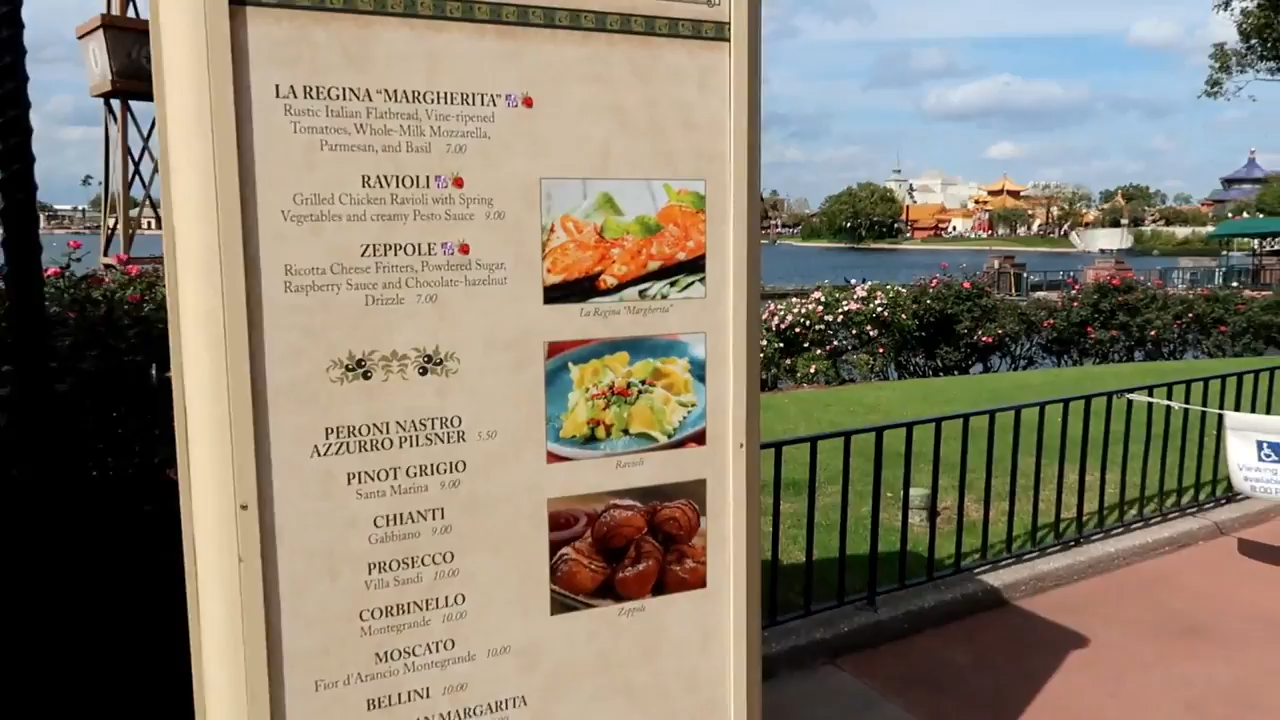 LA REGINA “MARGHERITA”
Rustic Italian Flatbread, Vine-ripened
Tomatoes, Whole-Milk Mozzarella,
Parmesan, and Basil 7.00
RAVIOLI
Grilled Chicken Ravioli with Spring
Vegetables and creamy Pesto Sauce 9.00
ZEPPOLE
Ricotta Cheese Fritters, Powdered Sugar,
Raspberry Sauce and Chocolate-hazelnut
Drizzle 7.00
PERONI NASTRO
AZZURRO PILSNER 5.50
PINOT GRIGIO
Santa Marina 9.00
CHIANTI
Gabbiano 9.00
PROSECCO
Villa Sandi 10.00
CORBINELLO
Montegrande 10.00
MOSCATO
Fior d'Arancio Montegrande 10.00
BELLINI 10.00
MARGARITA
La Regina "Margherita"
Ravioli
Zeppole
Viewing
8:00 P